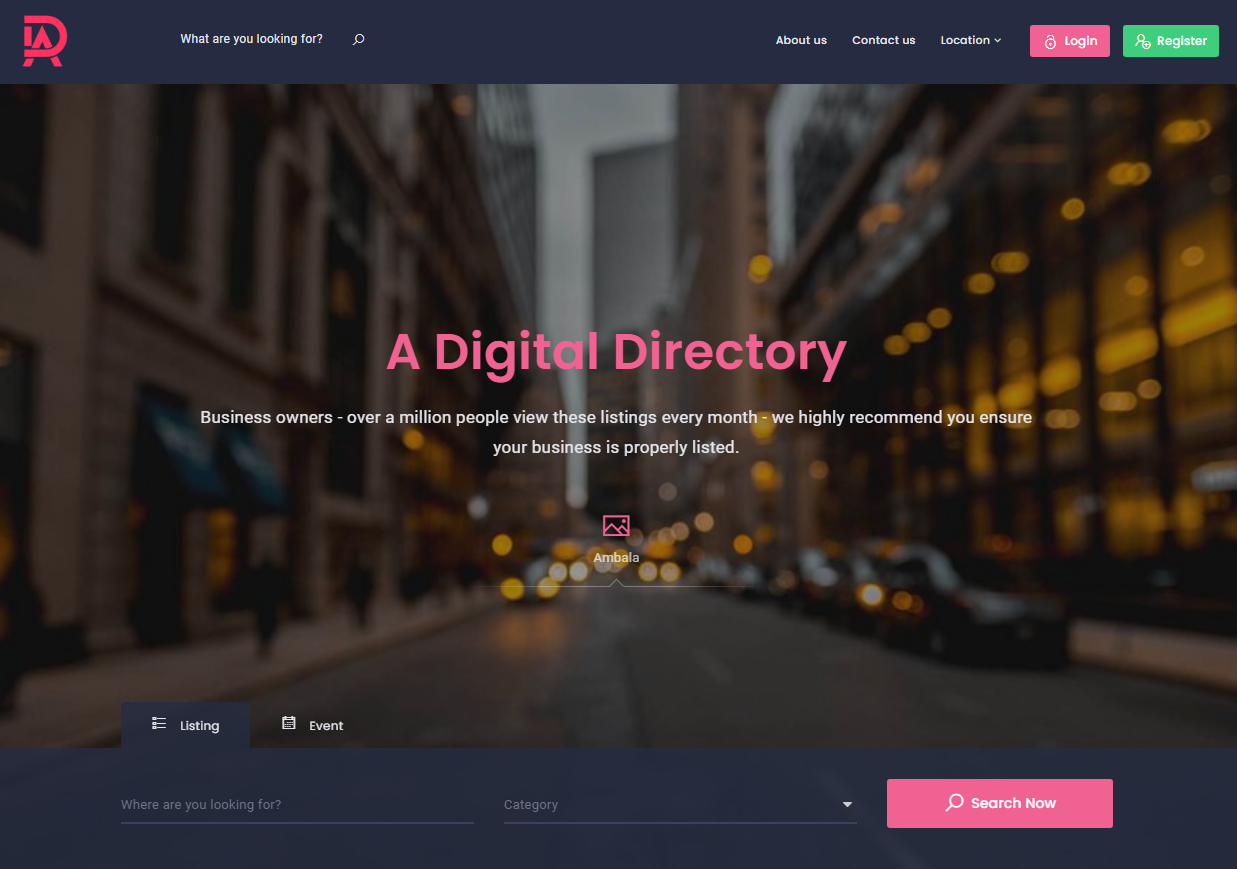 What are you looking for?
About us
Contact us
Location
Login
Register
A Digital Directory
Business owners - over a million people view these listings every month - we highly recommend you ensure
your business is properly listed.
Ambala
Listing
Event
Where are you looking for?
Category
Search Now